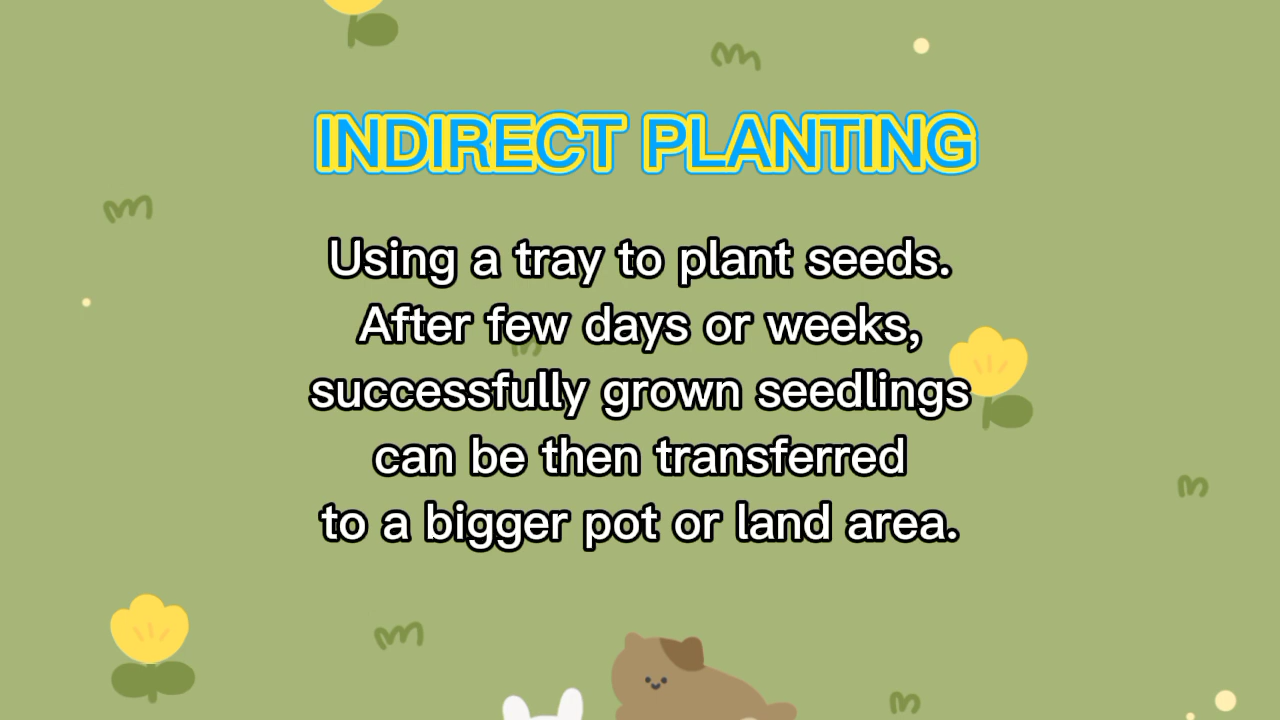 INDIRECT PLANTING
Using a tray to plant seeds.
After few days or weeks,
successfully grown seedlings
can be then transferred
to a bigger pot or land area.